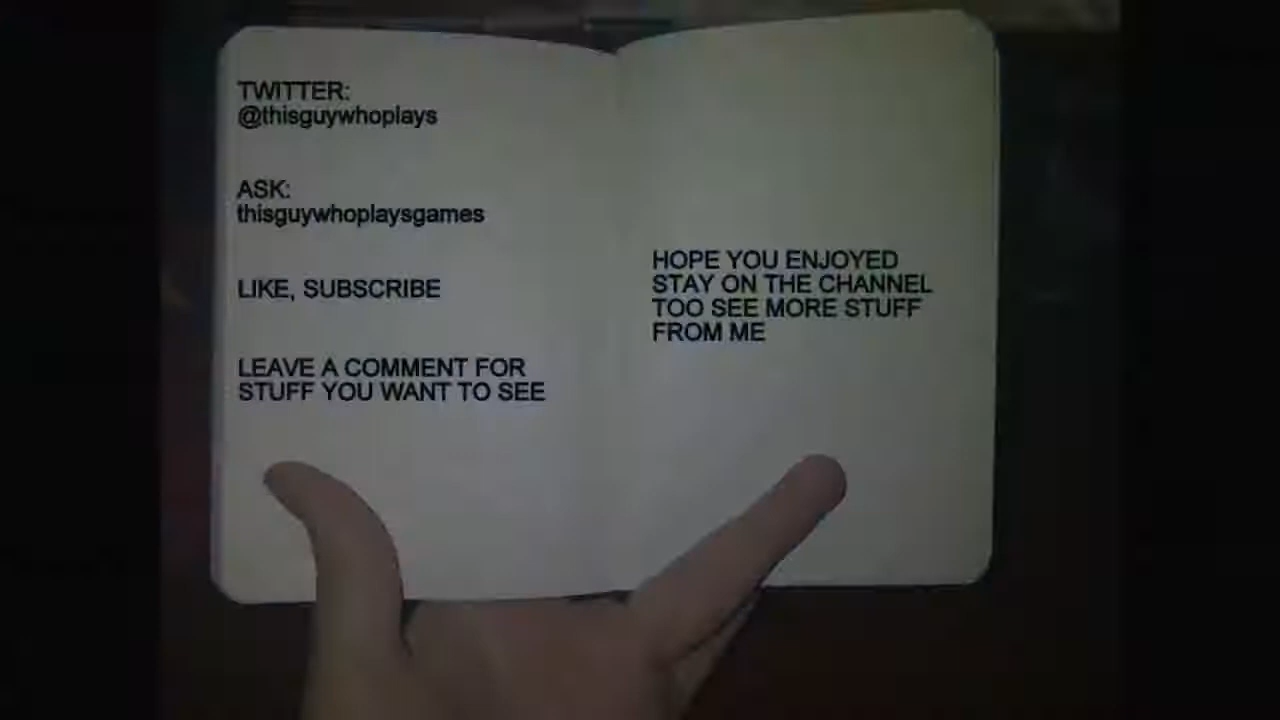 TWITTER:
@thisguywhoplays
ASK:
thisguywhoplaysgames
LIKE, SUBSCRIBE
LEAVE A COMMENT FOR
STUFF YOU WANT TO SEE
HOPE YOU ENJOYED
STAY ON THE CHANNEL
TOO SEE MORE STUFF
FROM ME